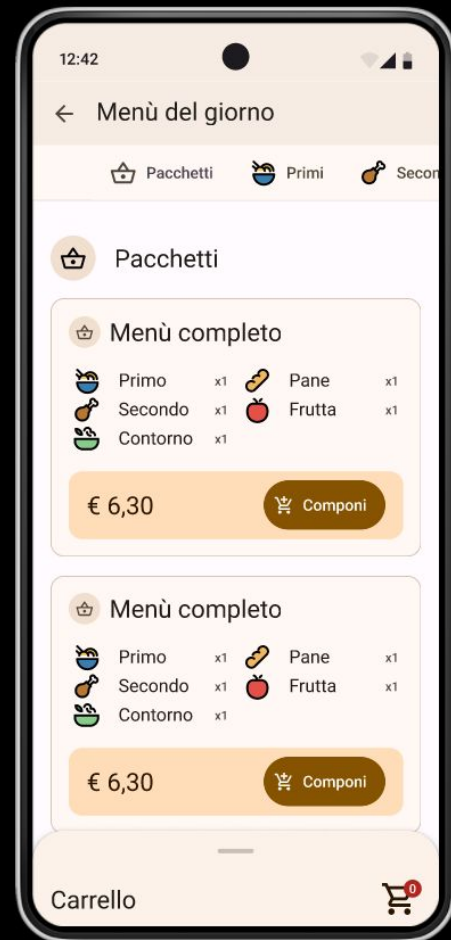 12:42
Menù del giorno
Pacchetti Primi Secon
Pacchetti
Menù completo
Primo x1 Pane x1
Secondo x1 Frutta x1
Contorno x1
€ 6,30 Componi
Menù completo
Primo x1 Pane x1
Secondo x1 Frutta x1
Contorno x1
€ 6,30 Componi
Carrello 0